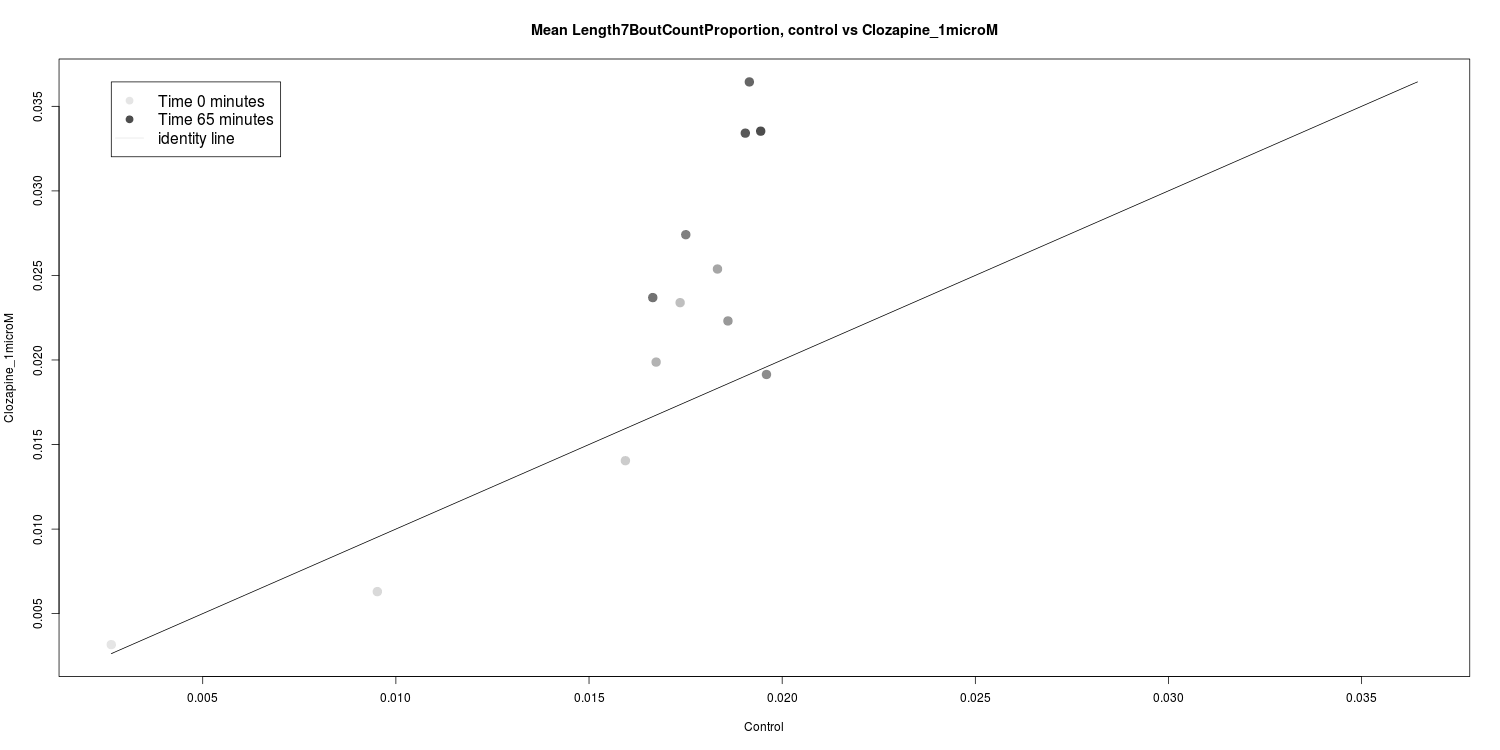 Mean Length7BoutCountProportion, control vs Clozapine_1microM
Time 0 minutes
Time 65 minutes
identity line
0.035
0.030
0.025
0.020
0.015
0.010
0.005
Clozapine_1microM
0.005 0.010 0.015 0.020 0.025 0.030 0.035
Control